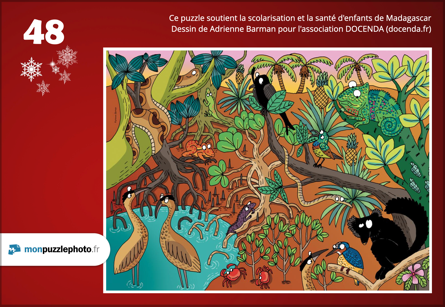 48
Ce puzzle soutient la scolarisation et la santé d'enfants de Madagascar
Dessin de Adrienne Barman pour l'association DOCENDA (docenda.fr)
monpuzzlephoto.fr